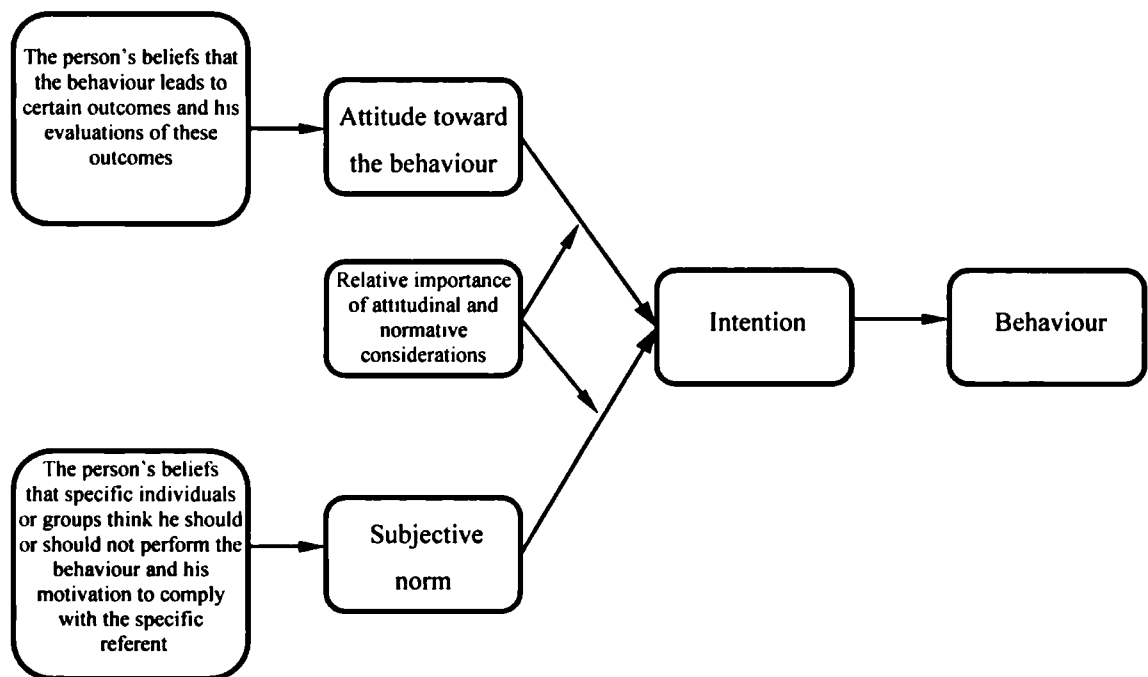 The person's beliefs that
the behaviour leads to
certain outcomes and his
evaluations of these
outcomes
Attitude toward
the behaviour
Relative importance
of attitudinal and
normative
considerations
Intention
Behaviour
The person's beliefs
that specific individuals
or groups think he should
or should not perform the
behaviour and his
motivation to comply
with the specific
referent
Subjective
norm